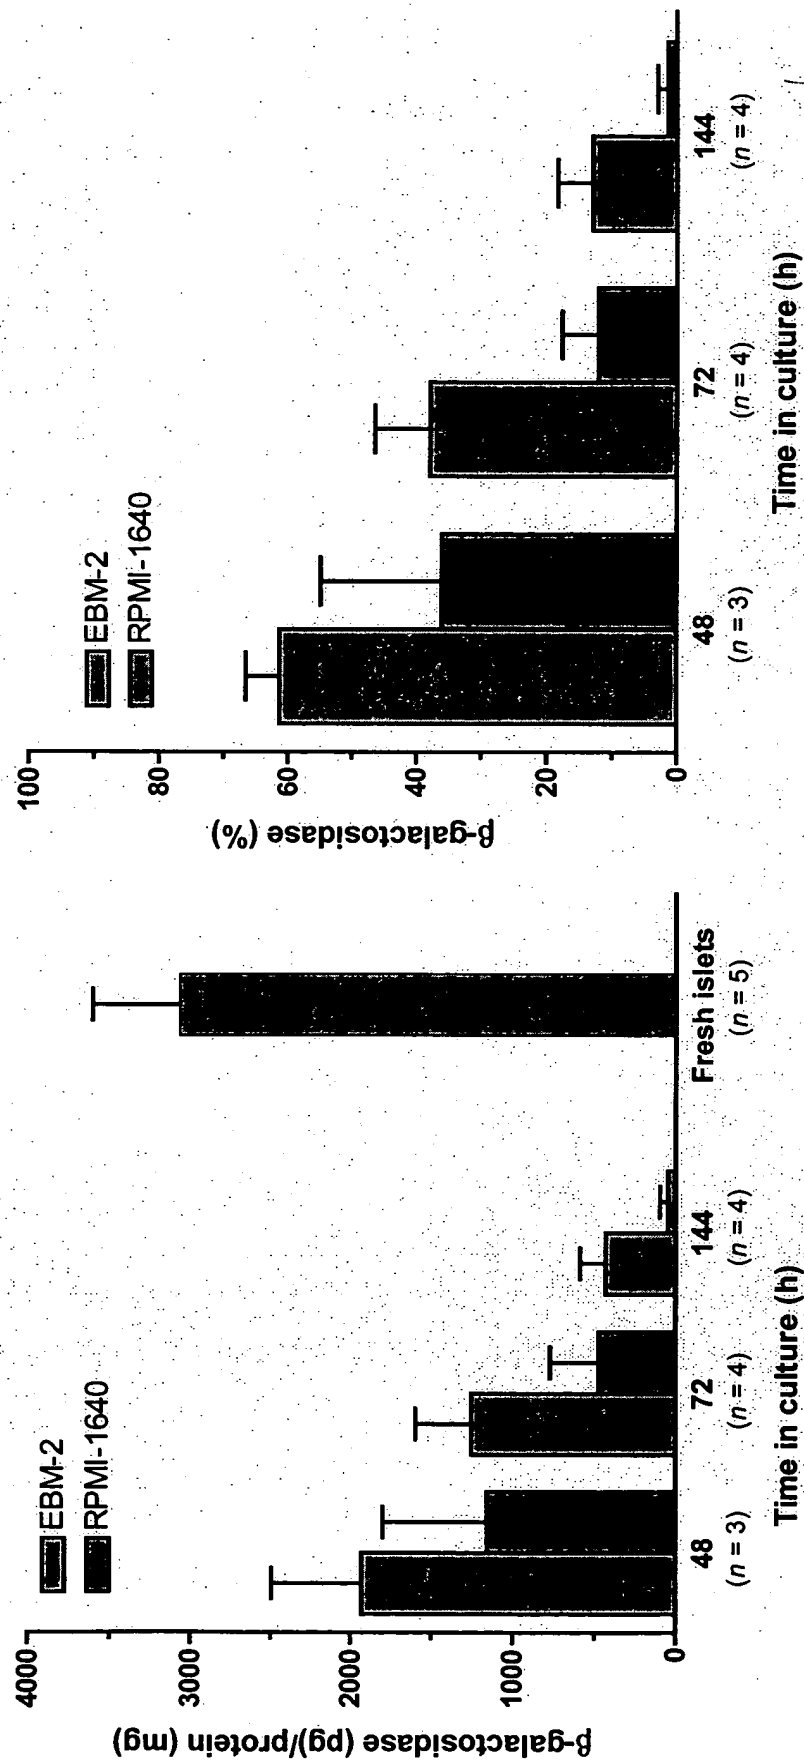 β-galactosidase (pg)/protein (mg)
4000
3000
2000
1000
0
EBM-2
RPMI-1640
48
72
144
Fresh islets
(n = 3)
(n = 4)
(n = 4)
(n = 5)
Time in culture (h)
β-galactosidase (%)
100
80
60
40
20
0
EBM-2
RPMI-1640
48
72
144
(n = 3)
(n = 4)
(n = 4)
Time in culture (h)